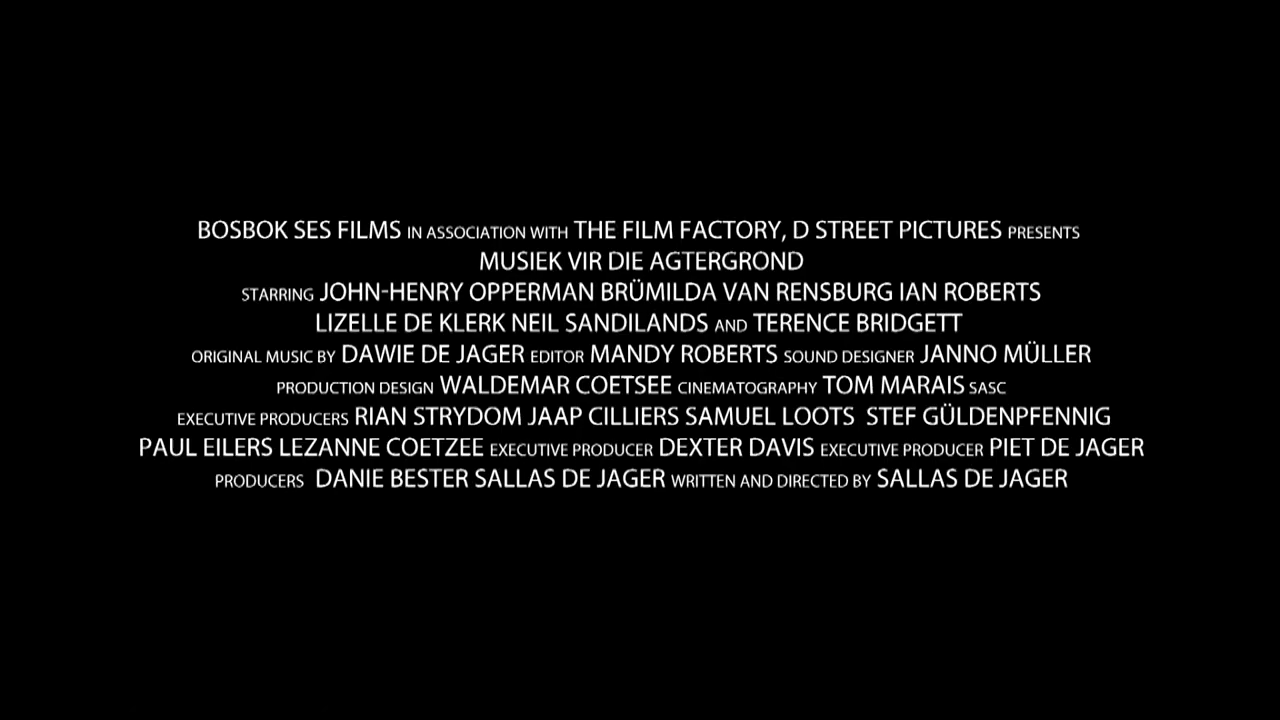 BOSBOK SES FILMS IN ASSOCIATION WITH THE FILM FACTORY, D STREET PICTURES PRESENTS
MUSIEK VIR DIE AGTERGROND
STARRING JOHN-HENRY OPPERMAN BRÜMILDA VAN RENSBURG IAN ROBERTS
LIZELLE DE KLERK NEIL SANDILANDS AND TERENCE BRIDGETT
ORIGINAL MUSIC BY DAWIE DE JAGER EDITOR MANDY ROBERTS SOUND DESIGNER JANNO MÜLLER
PRODUCTION DESIGN WALDEMAR COETSEE CINEMATOGRAPHY TOM MARAIS SASC
EXECUTIVE PRODUCERS RIAN STRYDOM JAAP CILLIERS SAMUEL LOOTS STEF GÜLDENPFENNIG
PAUL EILERS LEZANNE COETZEE EXECUTIVE PRODUCER DEXTER DAVIS EXECUTIVE PRODUCER PIET DE JAGER
PRODUCERS DANIE BESTER SALLAS DE JAGER WRITTEN AND DIRECTED BY SALLAS DE JAGER